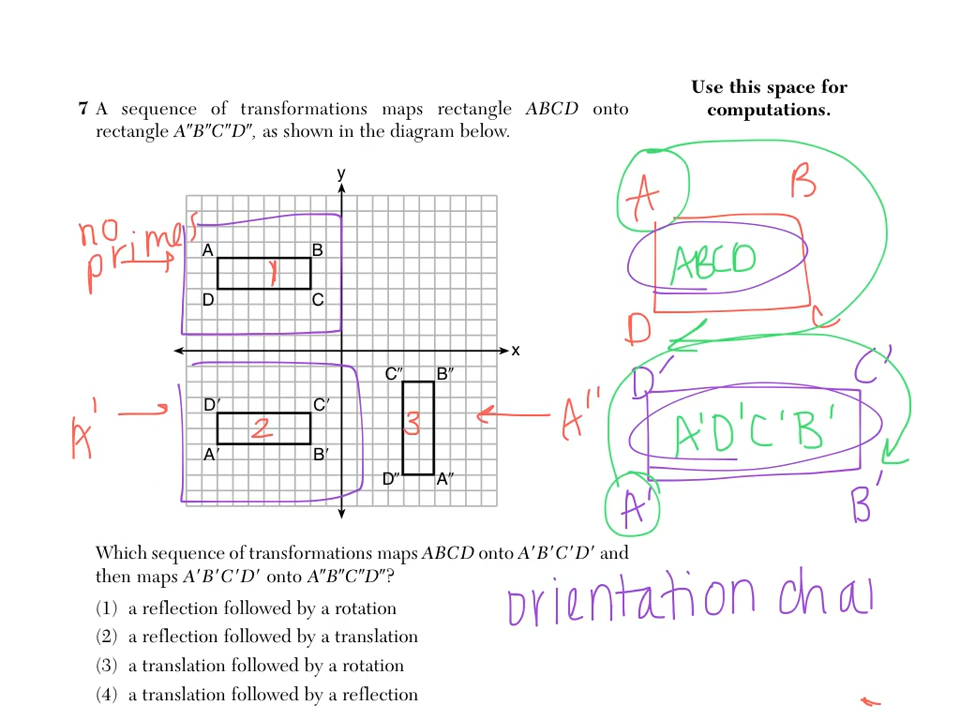 Use this space for
computations.
7 A sequence of transformations maps rectangle ABCD onto
rectangle A″B″C″D″, as shown in the diagram below.
y
no
primes
A B
1
D C
x
C″ B″
A'
D′ C′
2
3
A′ B′
D″ A″
A''
A B
ABCD
D C
D' C'
A'D'C'B'
A' B'
Which sequence of transformations maps ABCD onto A′B′C′D′ and
then maps A′B′C′D′ onto A″B″C″D″?
orientation chai
(1) a reflection followed by a rotation
(2) a reflection followed by a translation
(3) a translation followed by a rotation
(4) a translation followed by a reflection